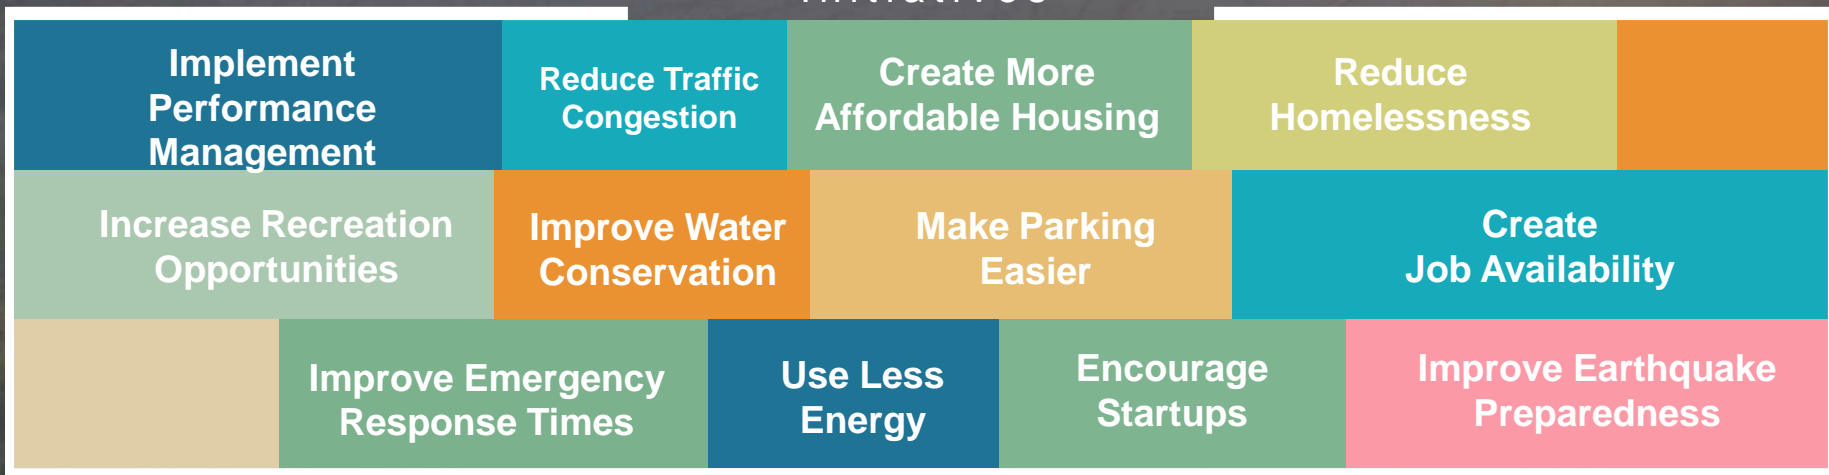 Initiatives
Implement
Performance
Management
Reduce Traffic
Congestion
Create More
Affordable Housing
Reduce
Homelessness
Increase Recreation
Opportunities
Improve Water
Conservation
Make Parking
Easier
Create
Job Availability
Improve Emergency
Response Times
Use Less
Energy
Encourage
Startups
Improve Earthquake
Preparedness